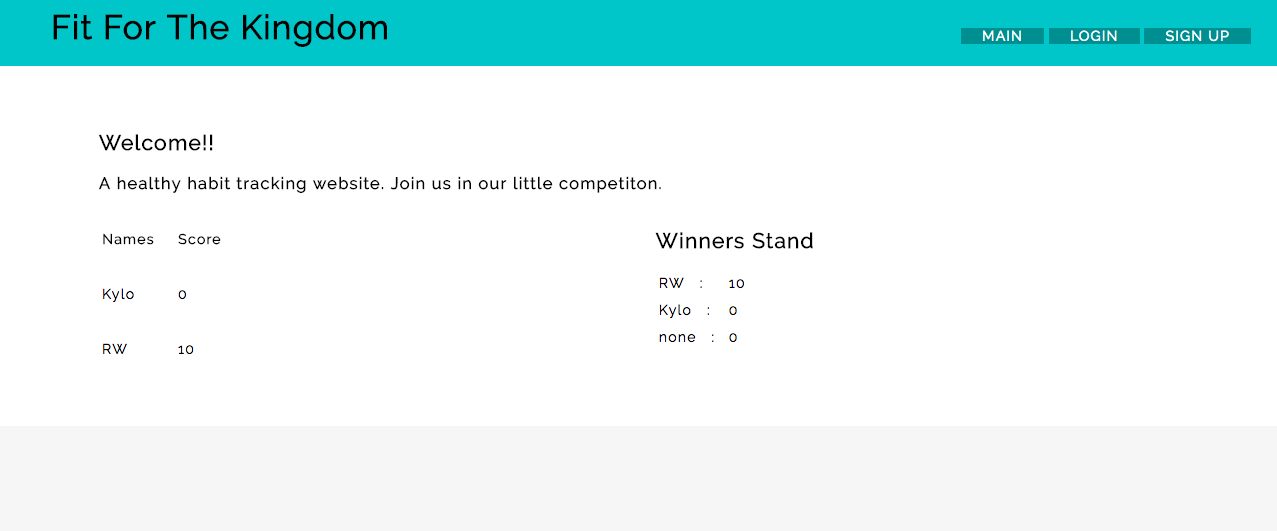 Fit For The Kingdom
MAIN LOGIN SIGN UP
Welcome!!
A healthy habit tracking website. Join us in our little competiton.
Names Score
Kylo 0
RW 10
Winners Stand
RW : 10
Kylo : 0
none : 0